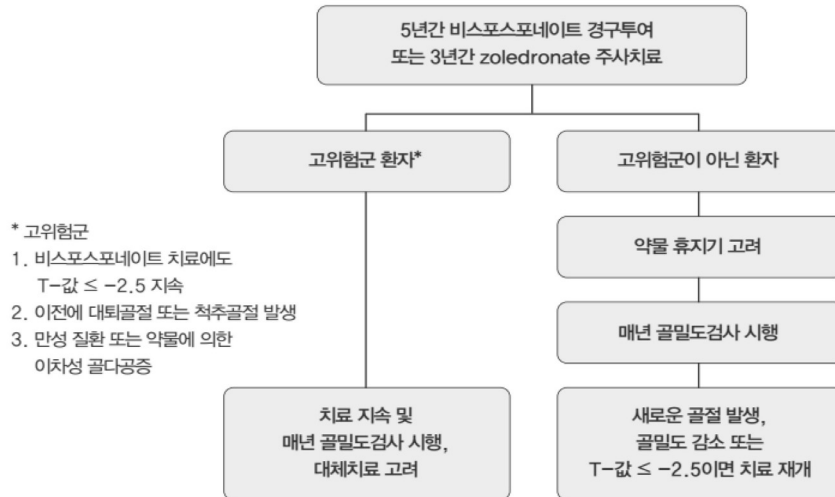 5년간 비스포스포네이트 경구투여
또는 3년간 zoledronate 주사치료
고위험군 환자*
고위험군이 아닌 환자
약물 휴지기 고려
매년 골밀도검사 시행
* 고위험군
1. 비스포스포네이트 치료에도
T-값 ≤ -2.5 지속
2. 이전에 대퇴골절 또는 척추골절 발생
3. 만성 질환 또는 약물에 의한
이차성 골다공증
치료 지속 및
매년 골밀도검사 시행,
대체치료 고려
새로운 골절 발생,
골밀도 감소 또는
T-값 ≤ -2.5이면 치료 재개